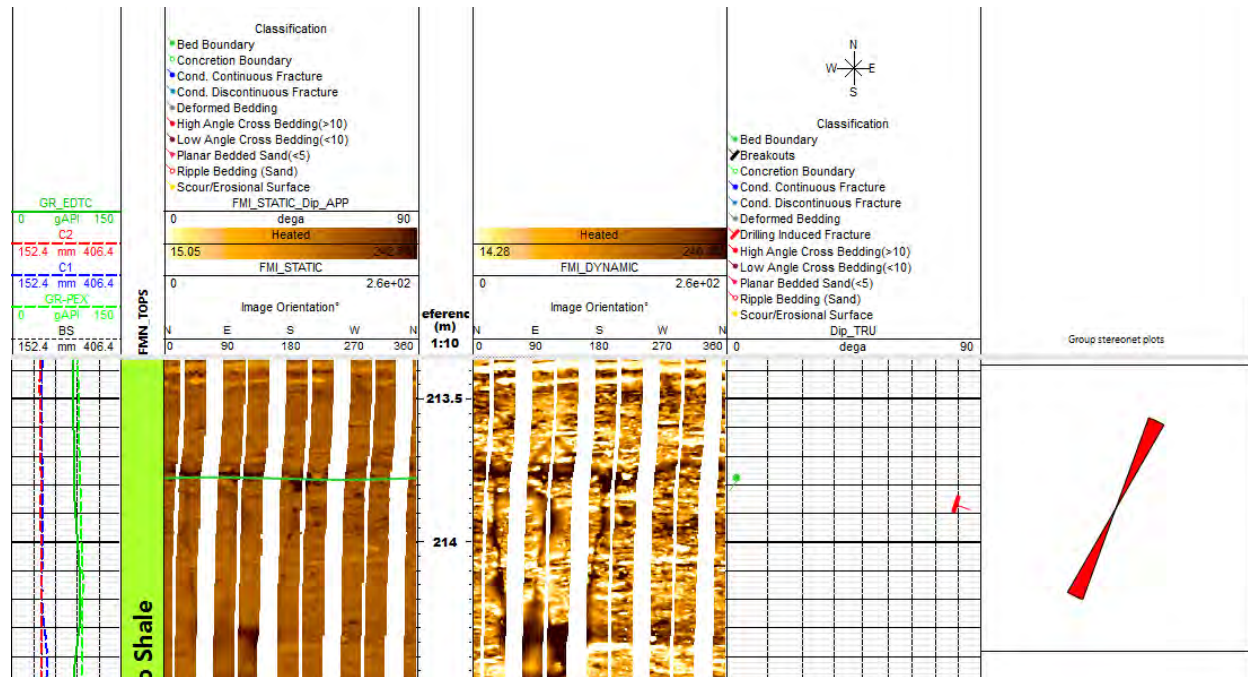 Classification
Bed Boundary
Concretion Boundary
Cond. Continuous Fracture
Cond. Discontinuous Fracture
Deformed Bedding
High Angle Cross Bedding(>10)
Low Angle Cross Bedding(<10)
Planar Bedded Sand(<5)
Ripple Bedding (Sand)
Scour/Erosional Surface
N
W E
S
Classification
Bed Boundary
Breakouts
Concretion Boundary
Cond. Continuous Fracture
Cond. Discontinuous Fracture
Deformed Bedding
Drilling Induced Fracture
High Angle Cross Bedding(>10)
Low Angle Cross Bedding(<10)
Planar Bedded Sand(<5)
Ripple Bedding (Sand)
Scour/Erosional Surface
GR_EDTC
0 gAPI 150
C2
152.4 mm 406.4
C1
152.4 mm 406.4
GR-PEX
0 gAPI 150
BS
152.4 mm 406.4
FMN_TOPS
FMI_STATIC_Dip_APP
0 dega 90
Heated
15.05
FMI_STATIC
0 2.6e+02
Image Orientation°
N E S W N
0 90 180 270 360
eferenc
(m)
1:10
Heated
14.28
FMI_DYNAMIC
0 2.6e+02
Image Orientation°
N E S W N
0 90 180 270 360
Dip_TRU
0 dega 90
Group stereonet plots
213.5
214
o Shale